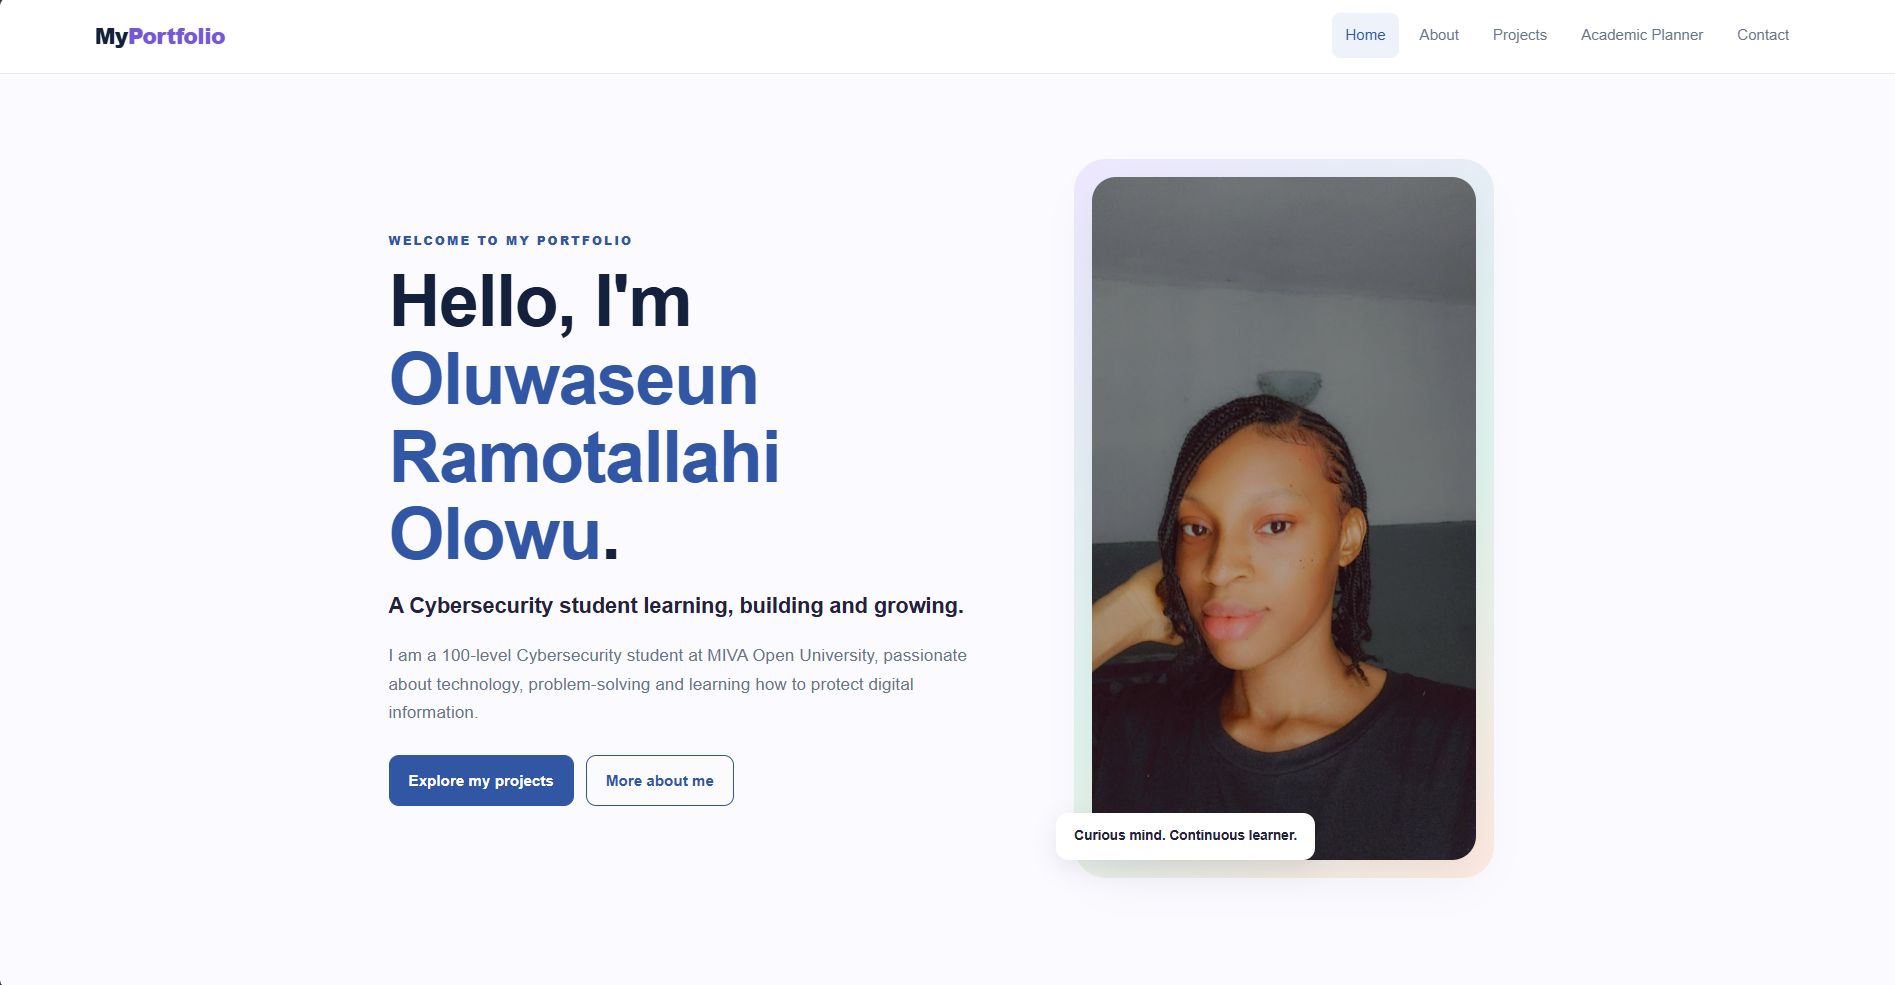 MyPortfolio
Home
About
Projects
Academic Planner
Contact
WELCOME TO MY PORTFOLIO
Hello, I'm
Oluwaseun
Ramotallahi
Olowu.
A Cybersecurity student learning, building and growing.
I am a 100-level Cybersecurity student at MIVA Open University, passionate
about technology, problem-solving and learning how to protect digital
information.
Explore my projects
More about me
Curious mind. Continuous learner.